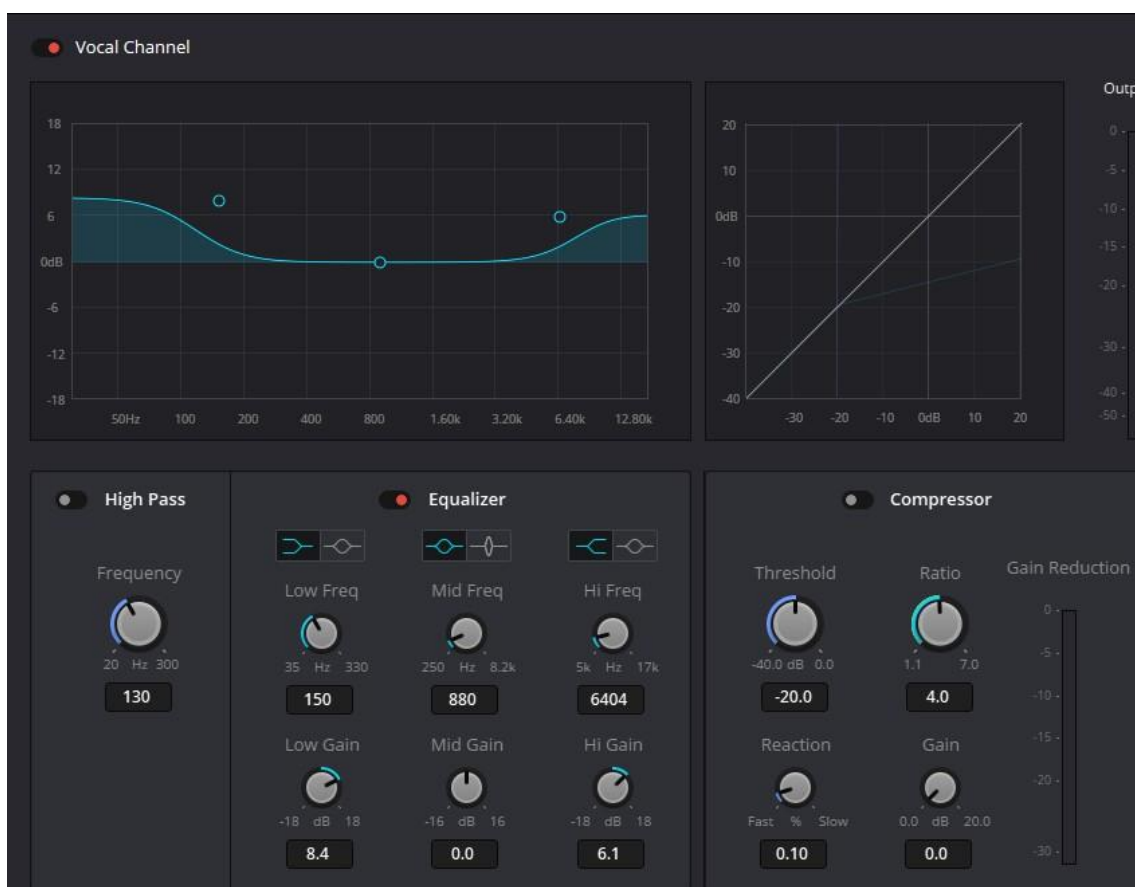 Vocal Channel
Outp
18
12
6
0dB
-6
-12
-18
50Hz 100 200 400 800 1.60k 3.20k 6.40k 12.80k
20
10
0dB
-10
-20
-30
-40
-30 -20 -10 0dB 10 20
0
-5
-10
-15
-20
-30
-40
-50
High Pass
Frequency
20 Hz 300
130
Equalizer
Low Freq Mid Freq Hi Freq
35 Hz 330 250 Hz 8.2k 5k Hz 17k
150 880 6404
Low Gain Mid Gain Hi Gain
-18 dB 18 -16 dB 16 -18 dB 18
8.4 0.0 6.1
Compressor
Threshold Ratio Gain Reduction
-40.0 dB 0.0 1.1 7.0
-20.0 4.0
Reaction Gain
Fast % Slow 0.0 dB 20.0
0.10 0.0
0
-5
-10
-15
-20
-30